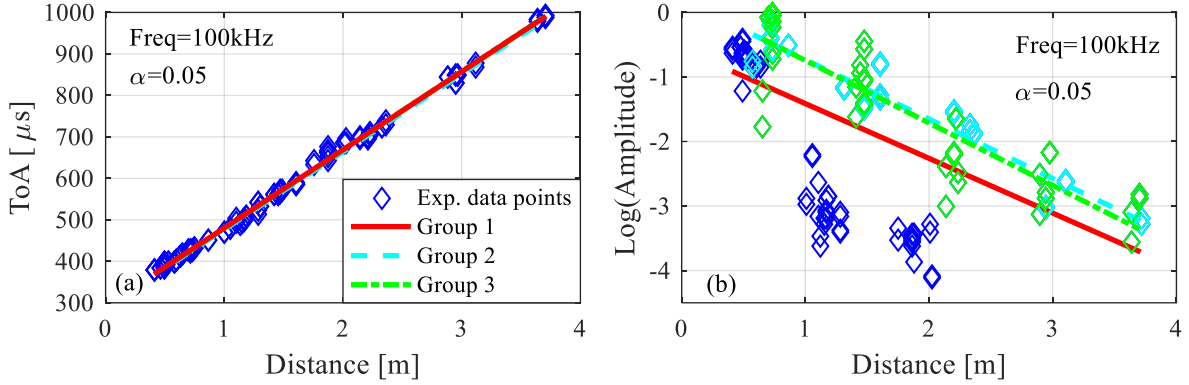 1000
900
800
700
600
500
400
300
ToA [ μs]
Freq=100kHz
α=0.05
Exp. data points
Group 1
Group 2
Group 3
(a)
0 1 2 3 4
Distance [m]
0
-1
-2
-3
-4
Log(Amplitude)
Freq=100kHz
α=0.05
(b)
0 1 2 3 4
Distance [m]